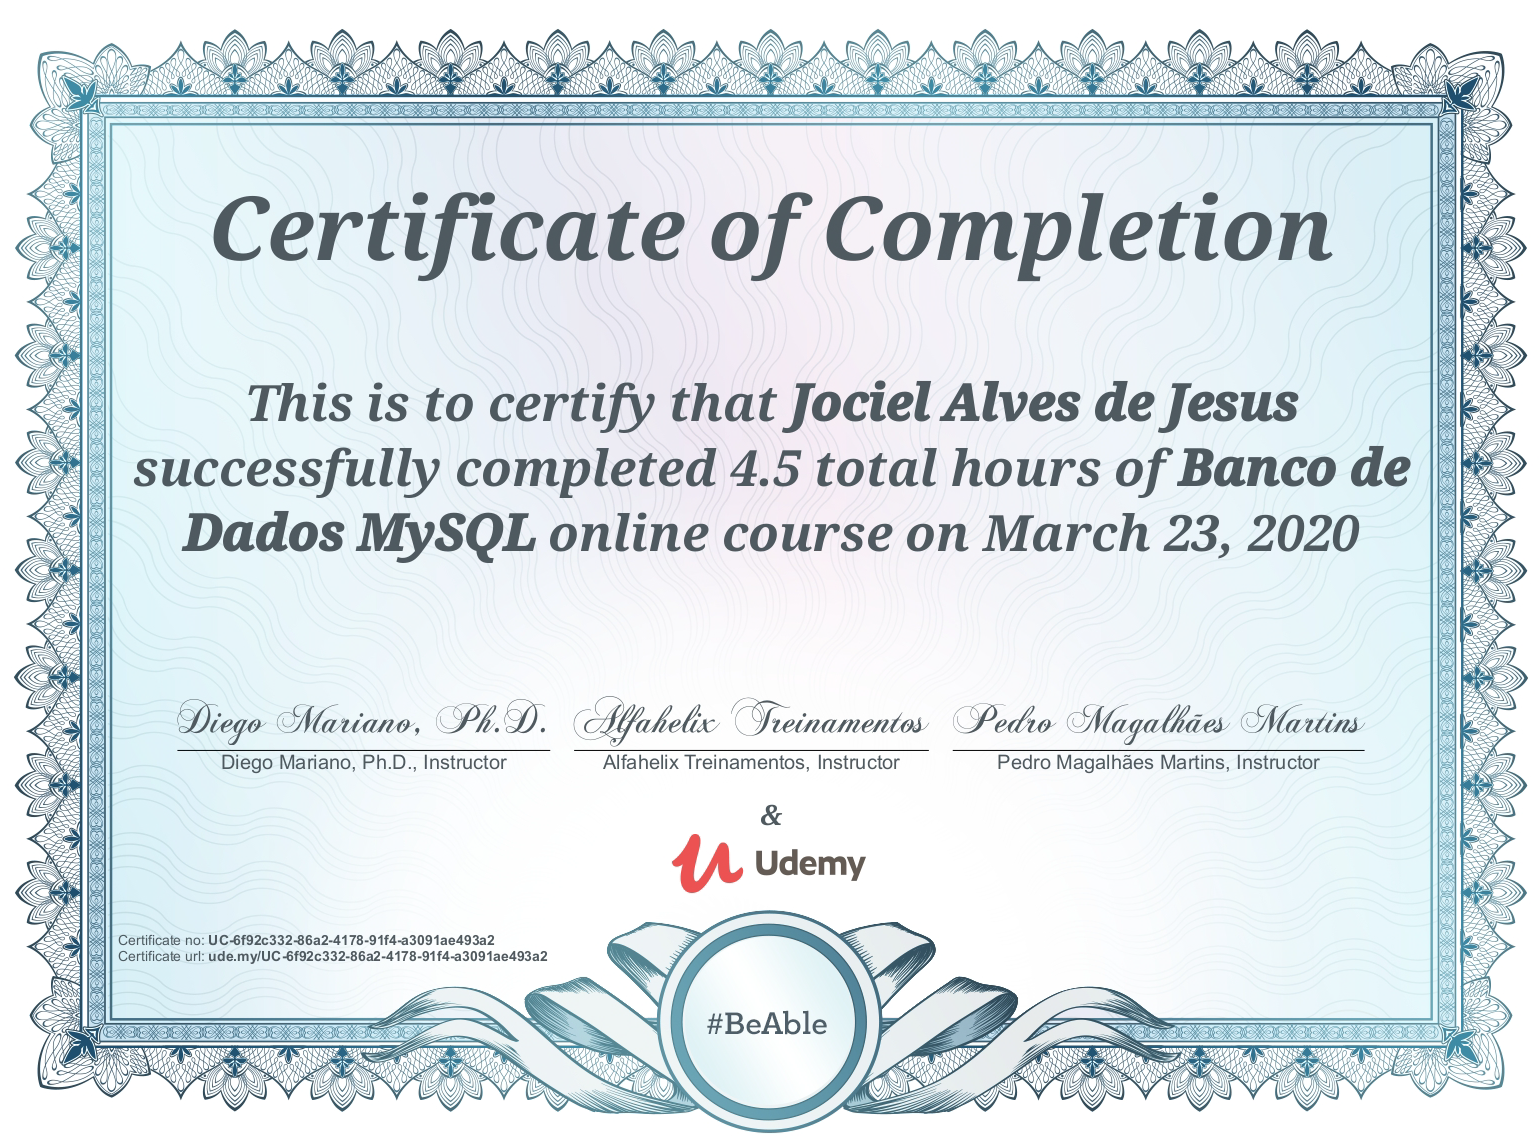 Certificate of Completion
This is to certify that Jociel Alves de Jesus
successfully completed 4.5 total hours of Banco de
Dados MySQL online course on March 23, 2020
Diego Mariano, Ph.D. Alfahelix Treinamentos Pedro Magalhães Martins
Diego Mariano, Ph.D., Instructor Alfahelix Treinamentos, Instructor Pedro Magalhães Martins, Instructor
&
Udemy
Certificate no: UC-6f92c332-86a2-4178-91f4-a3091ae493a2
Certificate url: ude.my/UC-6f92c332-86a2-4178-91f4-a3091ae493a2
#BeAble